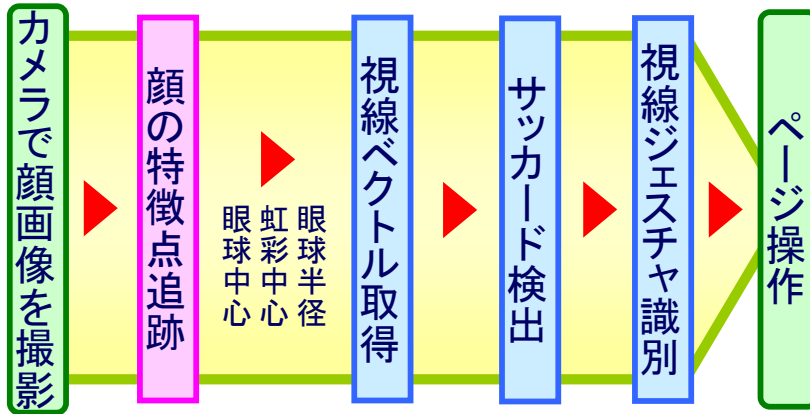 カメラで顔画像を撮影
顔の特徴点追跡
眼球中心
虹彩中心
眼球半径
視線ベクトル取得
サッカード検出
視線ジェスチャ識別
ページ操作